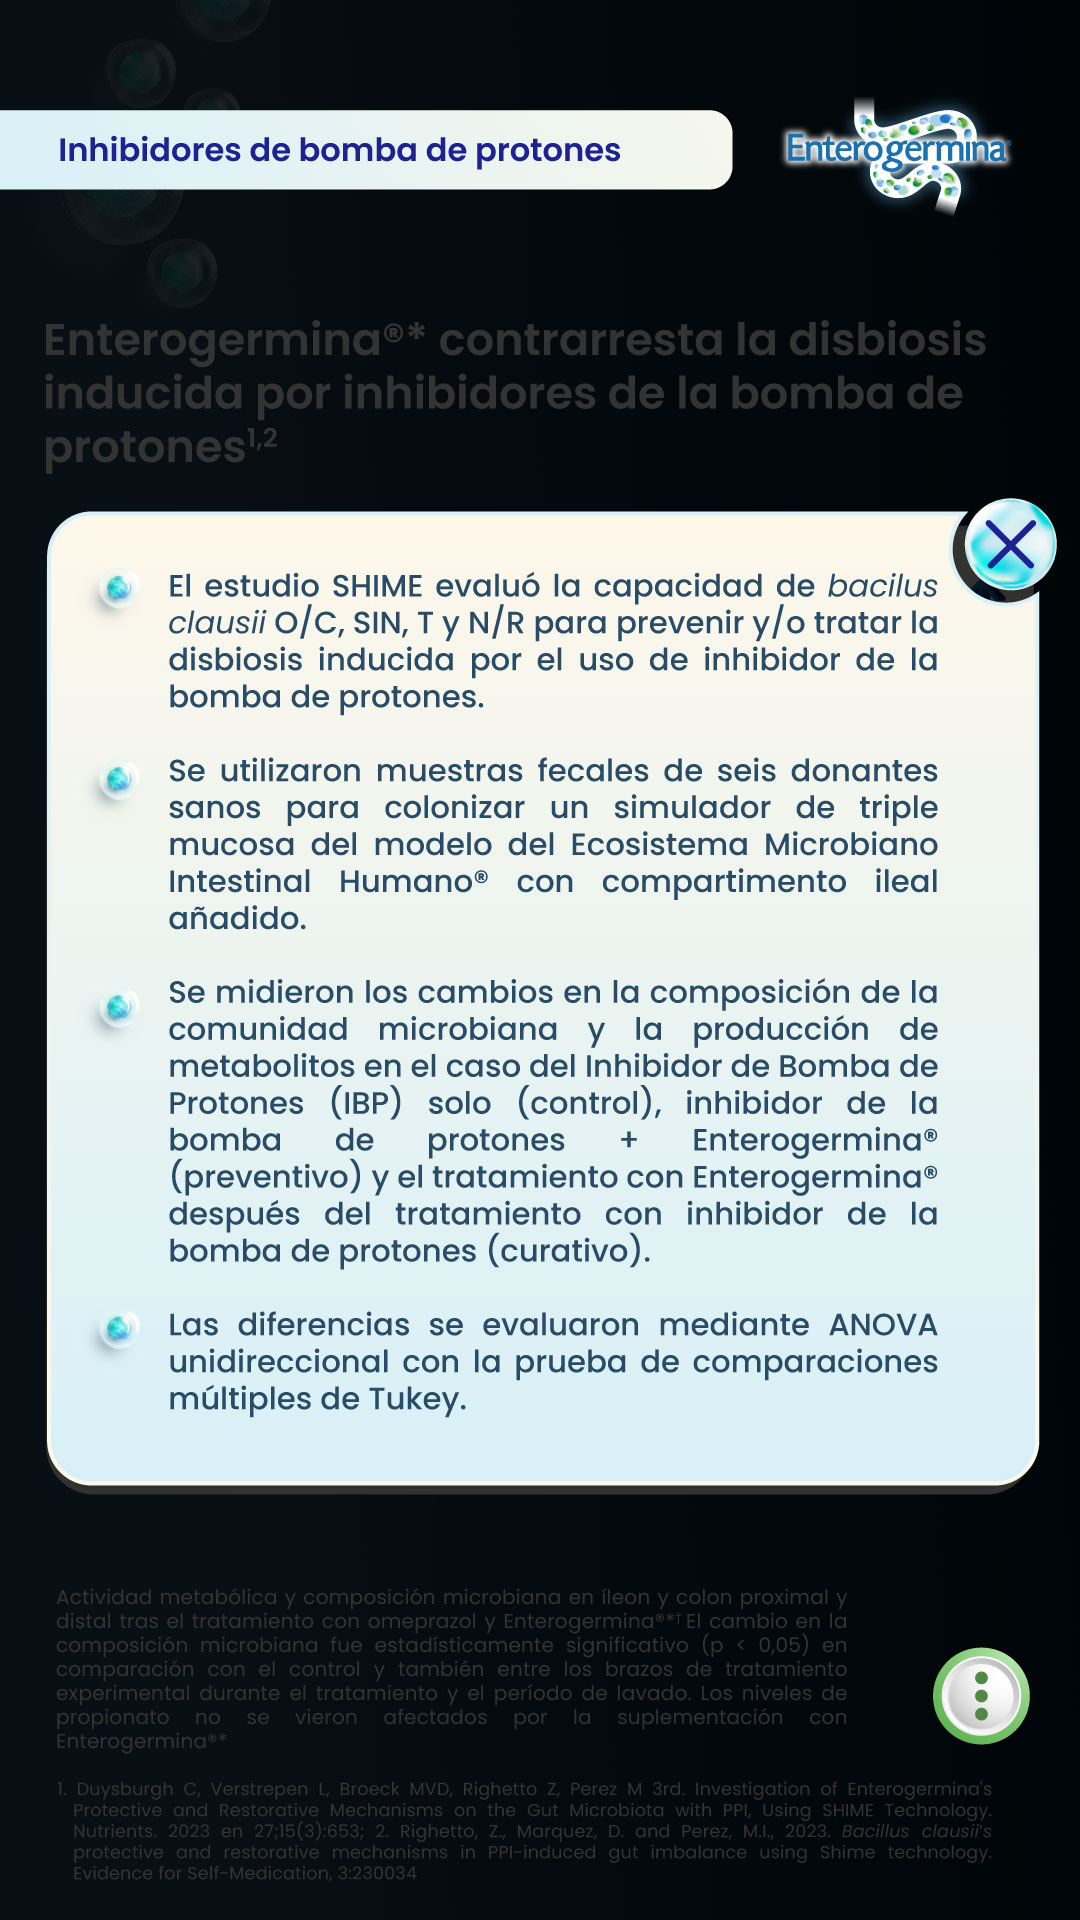 Inhibidores de bomba de protones
Enterogermina®
Enterogermina®* contrarresta la disbiosis
inducida por inhibidores de la bomba de
protones1,2
El estudio SHIME evaluó la capacidad de bacilus
clausii O/C, SIN, T y N/R para prevenir y/o tratar la
disbiosis inducida por el uso de inhibidor de la
bomba de protones.
Se utilizaron muestras fecales de seis donantes
sanos para colonizar un simulador de triple
mucosa del modelo del Ecosistema Microbiano
Intestinal Humano® con compartimento ileal
añadido.
Se midieron los cambios en la composición de la
comunidad microbiana y la producción de
metabolitos en el caso del Inhibidor de Bomba de
Protones (IBP) solo (control), inhibidor de la
bomba de protones + Enterogermina®
(preventivo) y el tratamiento con Enterogermina®
después del tratamiento con inhibidor de la
bomba de protones (curativo).
Las diferencias se evaluaron mediante ANOVA
unidireccional con la prueba de comparaciones
múltiples de Tukey.
Actividad metabólica y composición microbiana en íleon y colon proximal y
distal tras el tratamiento con omeprazol y Enterogermina®*† El cambio en la
composición microbiana fue estadísticamente significativo (p < 0,05) en
comparación con el control y también entre los brazos de tratamiento
experimental durante el tratamiento y el período de lavado. Los niveles de
propionato no se vieron afectados por la suplementación con
Enterogermina®*
1. Duysburgh C, Verstrepen L, Broeck MVD, Righetto Z, Perez M 3rd. Investigation of Enterogermina's
Protective and Restorative Mechanisms on the Gut Microbiota with PPI, Using SHIME Technology.
Nutrients. 2023 en 27;15(3):653; 2. Righetto, Z., Marquez, D. and Perez, M.I., 2023. Bacillus clausii's
protective and restorative mechanisms in PPI-induced gut imbalance using Shime technology.
Evidence for Self-Medication, 3:230034